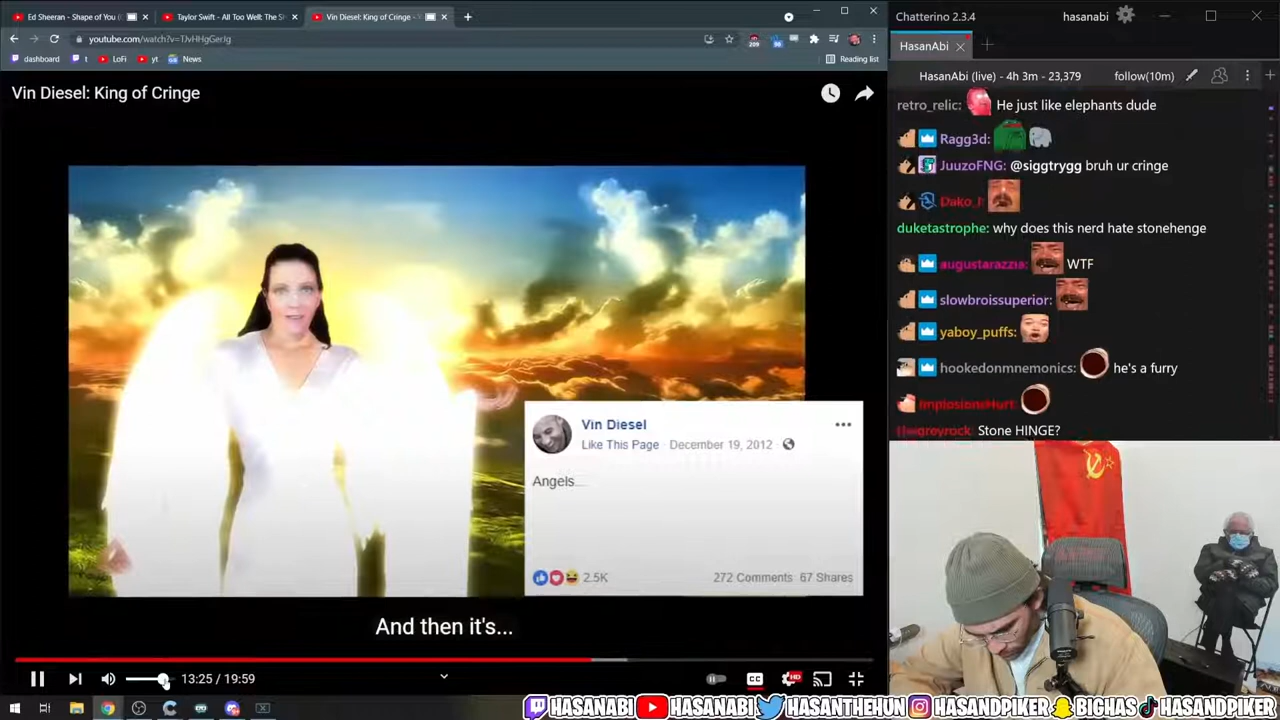 Ed Sheeran - Shape of You (
Taylor Swift - All Too Well: The S
Vin Diesel: King of Cringe -
youtube.com/watch?v=TJvHHgGerJg
dashboard
t
LoFi
yt
News
Reading list
Vin Diesel: King of Cringe
Vin Diesel
Like This Page · December 19, 2012 ·
Angels.....
2.5K
272 Comments 67 Shares
And then it's...
13:25 / 19:59
CC
HD
Chatterino 2.3.4
hasanabi
HasanAbi
HasanAbi (live) - 4h 3m - 23,379
follow(10m)
retro_relic: He just like elephants dude
Ragg3d:
JuuzoFNG: @siggtrygg bruh ur cringe
duketastrophe: why does this nerd hate stonehenge
augustarazzia: WTF
slowbroissuperior:
yaboy_puffs:
hookedonmnemonics: he's a furry
ImplosionsHurt:
greyrock: Stone HINGE?
HASANABI HASANABI HASANTHEHUN HASANDPIKER BIGHAS HASANDPIKER